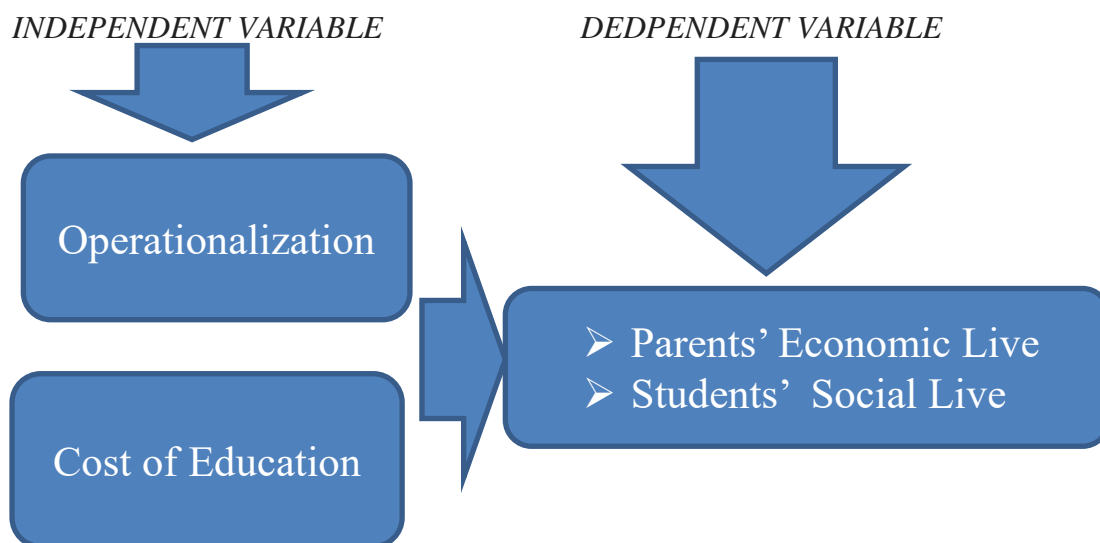 INDEPENDENT VARIABLE
DEDPENDENT VARIABLE
Operationalization
Cost of Education
➢ Parents’ Economic Live
➢ Students’ Social Live